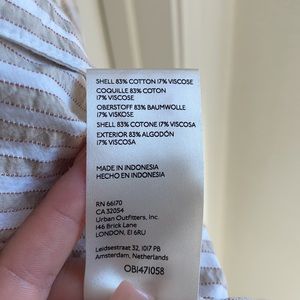 SHELL 83% COTTON 17% VISCOSE
COQUILLE 83% COTON
17% VISCOSE
OBERSTOFF 83% BAUMWOLLE
17% VISKOSE
SHELL 83% COTONE 17% VISCOSA
EXTERIOR 83% ALGODÓN
17% VISCOSA
MADE IN INDONESIA
HECHO EN INDONESIA
RN 66170
CA 32054
Urban Outfitters, Inc.
146 Brick Lane
LONDON, E1 6RU
Leidsestraat 32, 1017 PB
Amsterdam, Netherlands
OB1471058